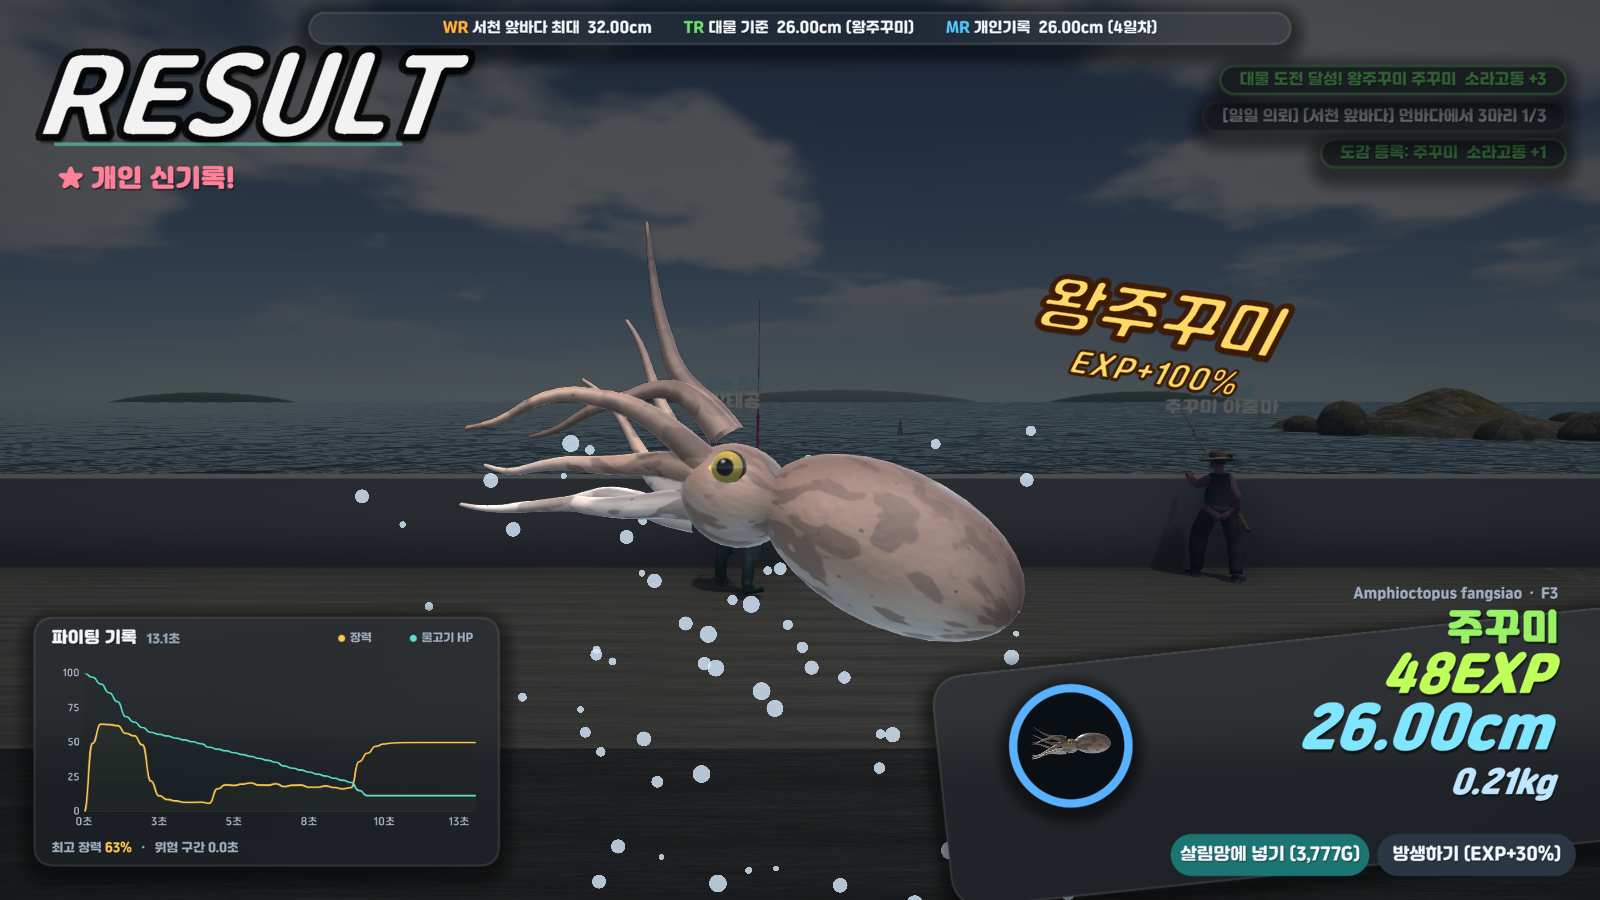 WR 서천 앞바다 최대 32.00cm TR 대물 기준 26.00cm (왕주꾸미) MR 개인기록 26.00cm (4일차)
RESULT
★ 개인 신기록!
대물 도전 달성! 왕주꾸미 주꾸미 소라고동 +3
[일일 의뢰] [서천 앞바다] 먼바다에서 3마리 1/3
도감 등록: 주꾸미 소라고동 +1
왕주꾸미
EXP+100%
주꾸미 이중마
파이팅 기록 13.1초 장력 물고기 HP
100
75
50
25
0
0초 3초 5초 8초 10초 13초
최고 장력 63% · 위험 구간 0.0초
Amphioctopus fangsiao · F3
주꾸미
48EXP
26.00cm
0.21kg
살림망에 넣기 (3,777G) 방생하기 (EXP+30%)